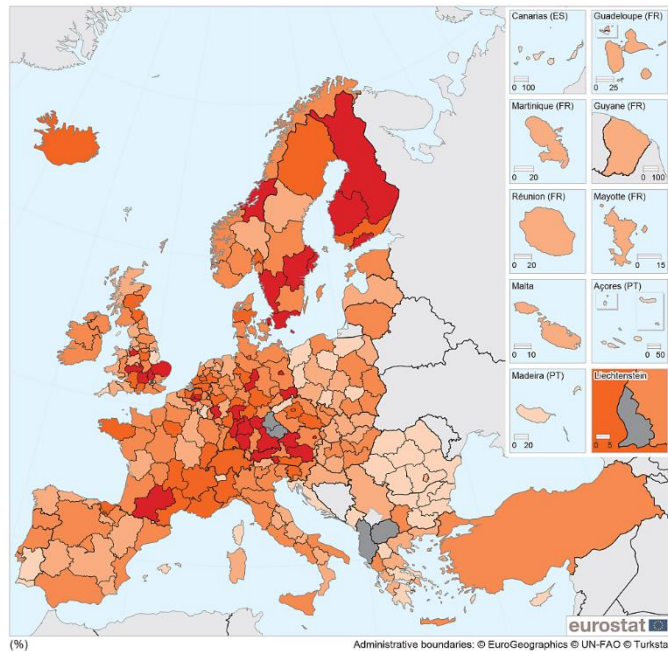 Canarias (ES)
0 100
Guadeloupe (FR)
0 25
Martinique (FR)
0 20
Guyane (FR)
0 100
Réunion (FR)
0 20
Mayotte (FR)
0 15
Malta
0 10
Açores (PT)
0 50
Madeira (PT)
0 20
Liechtenstein
0 5
eurostat
(%)
Administrative boundaries: © EuroGeographics © UN-FAO © Turksta